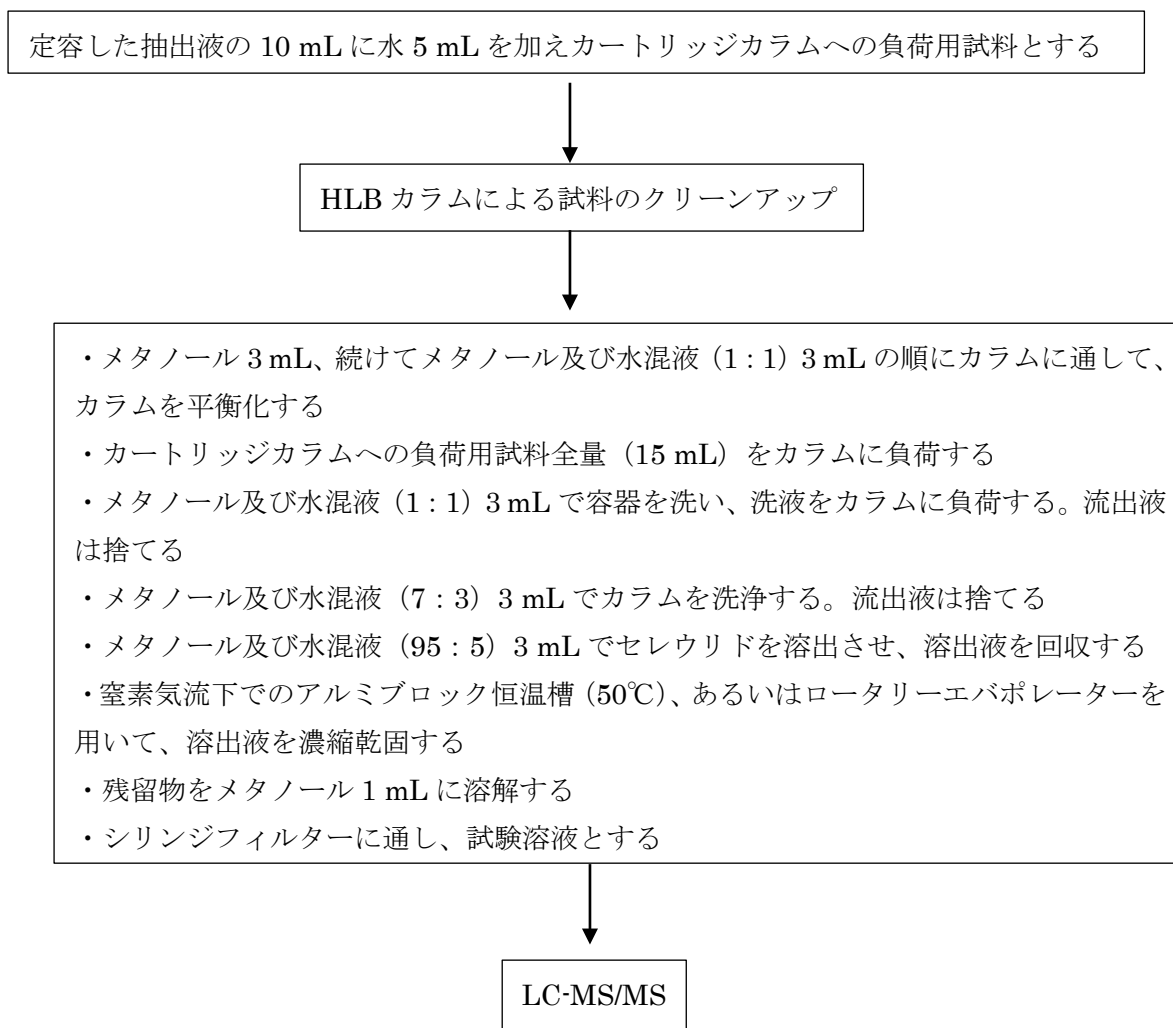 定容した抽出液の 10 mL に水 5 mL を加えカートリッジカラムへの負荷用試料とする
HLB カラムによる試料のクリーンアップ
・メタノール 3 mL、続けてメタノール及び水混液 (1 : 1) 3 mL の順にカラムに通して、
カラムを平衡化する
・カートリッジカラムへの負荷用試料全量（15 mL）をカラムに負荷する
・メタノール及び水混液 (1 : 1) 3 mL で容器を洗い、洗液をカラムに負荷する。流出液
は捨てる
・メタノール及び水混液（7 : 3）3 mL でカラムを洗浄する。流出液は捨てる
・メタノール及び水混液（95 : 5）3 mL でセレウリドを溶出させ、溶出液を回収する
・窒素気流下でのアルミブロック恒温槽 (50℃)、あるいはロータリーエバポレーターを
用いて、溶出液を濃縮乾固する
・残留物をメタノール 1 mL に溶解する
・シリンジフィルターに通し、試験溶液とする
LC-MS/MS